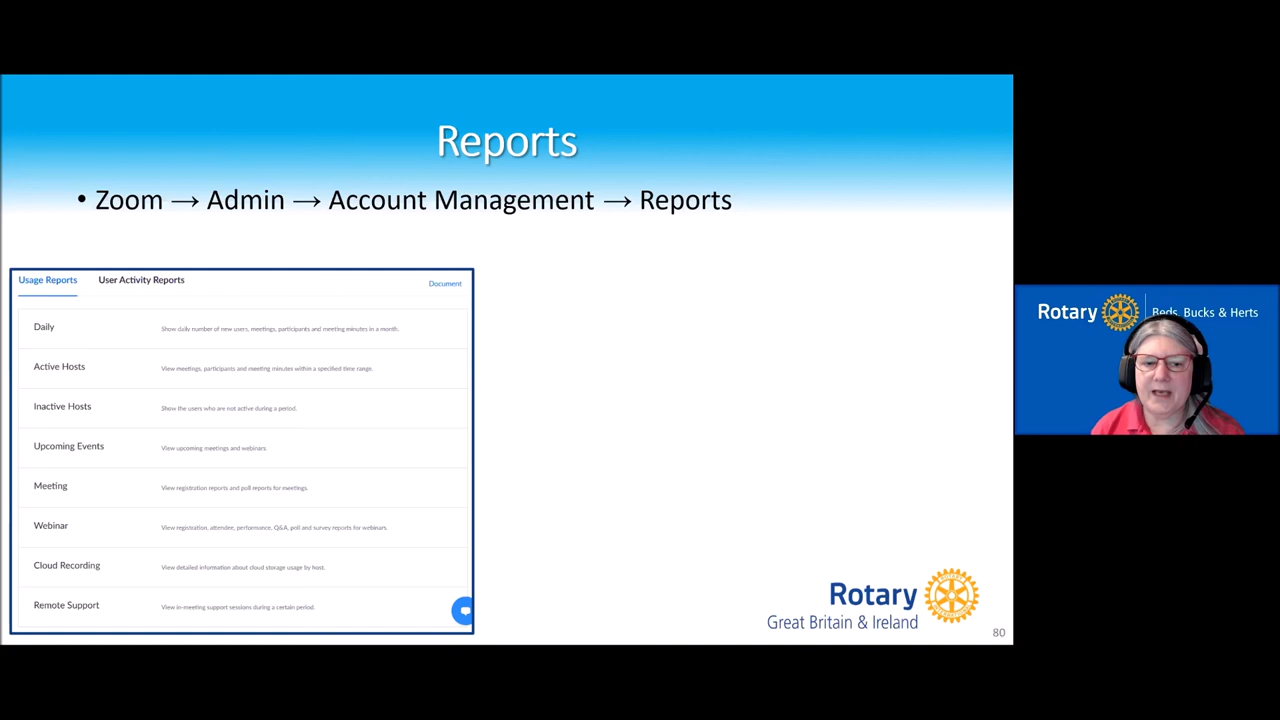 Reports
• Zoom → Admin → Account Management → Reports
Usage Reports User Activity Reports Document
Daily Show daily number of new users, meetings, participants and meeting minutes in a month.
Active Hosts View meetings, participants and meeting minutes within a specified time range.
Inactive Hosts Show the users who are not active during a period.
Upcoming Events View upcoming meetings and webinars.
Meeting View registration reports and poll reports for meetings.
Webinar View registration, attendee, performance, Q&A, poll and survey reports for webinars.
Cloud Recording View detailed information about cloud storage usage by host.
Remote Support View in-meeting support sessions during a certain period.
Rotary
Great Britain & Ireland
80
Rotary Beds, Bucks & Herts